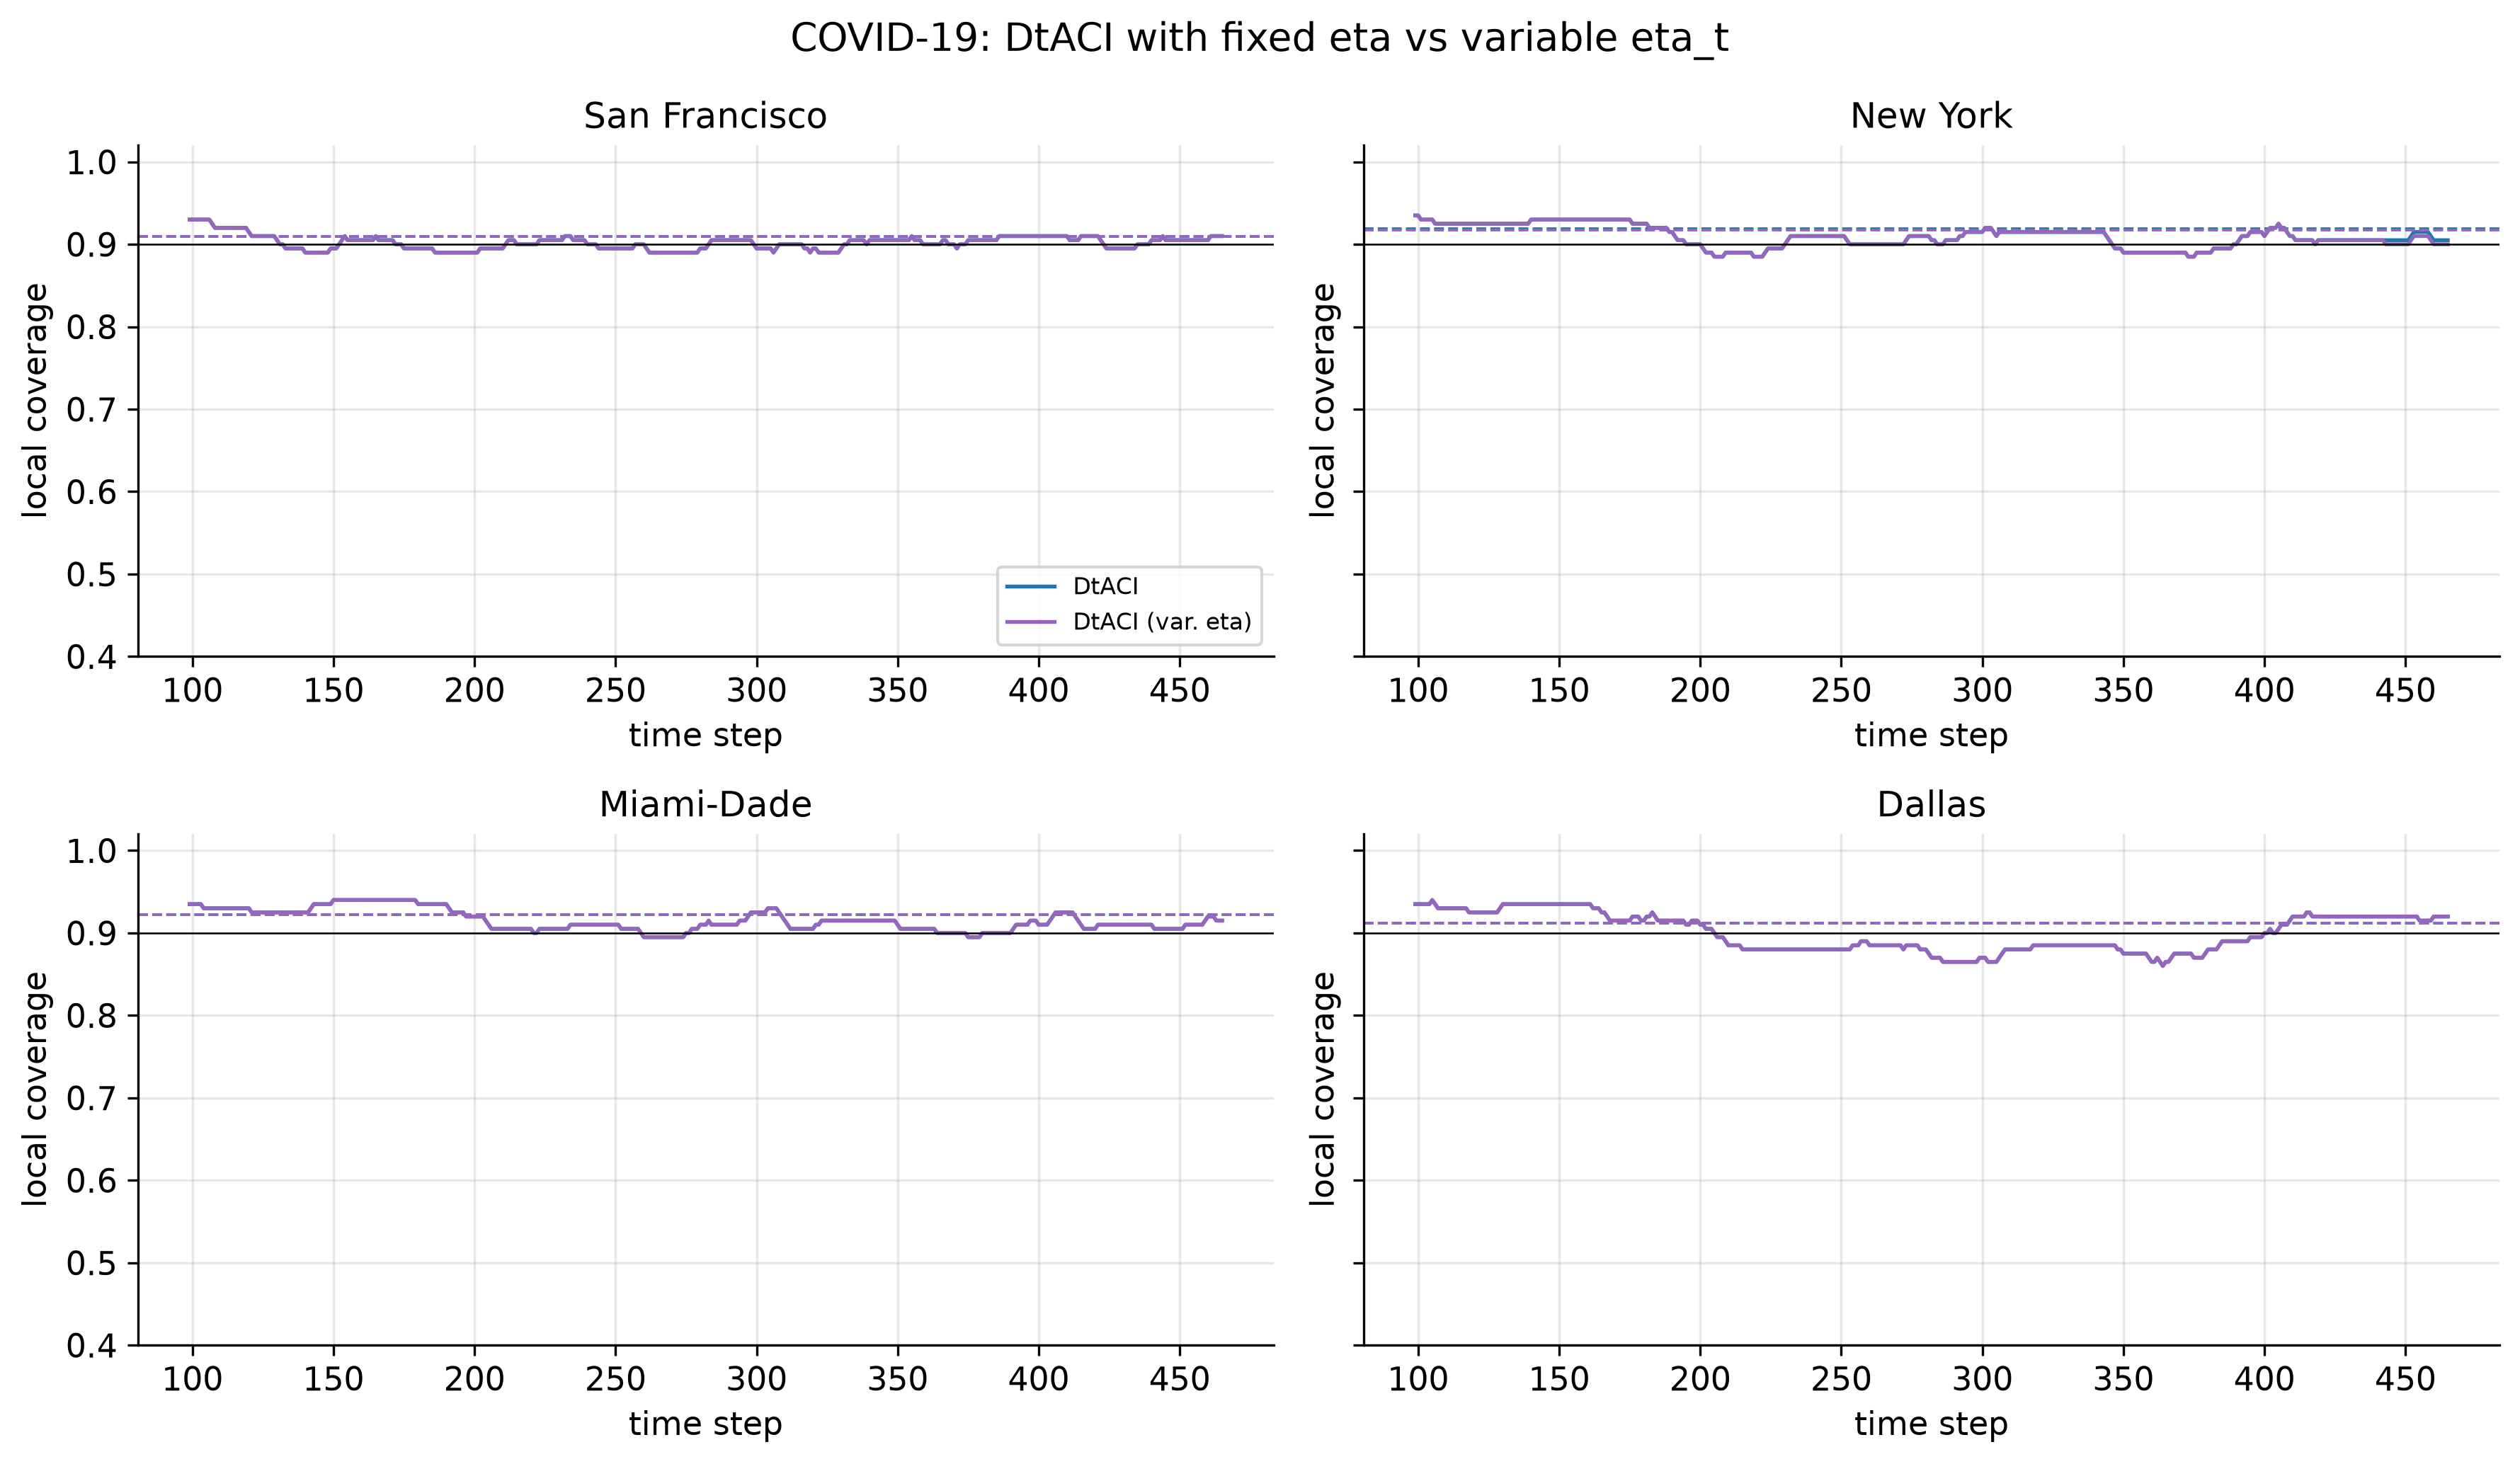 COVID-19: DtACI with fixed eta vs variable eta_t
San Francisco
1.0
0.9
0.8
0.7
0.6
0.5
0.4
local coverage
DtACI
DtACI (var. eta)
100 150 200 250 300 350 400 450
time step
New York
local coverage
100 150 200 250 300 350 400 450
time step
Miami-Dade
1.0
0.9
0.8
0.7
0.6
0.5
0.4
local coverage
100 150 200 250 300 350 400 450
time step
Dallas
local coverage
100 150 200 250 300 350 400 450
time step